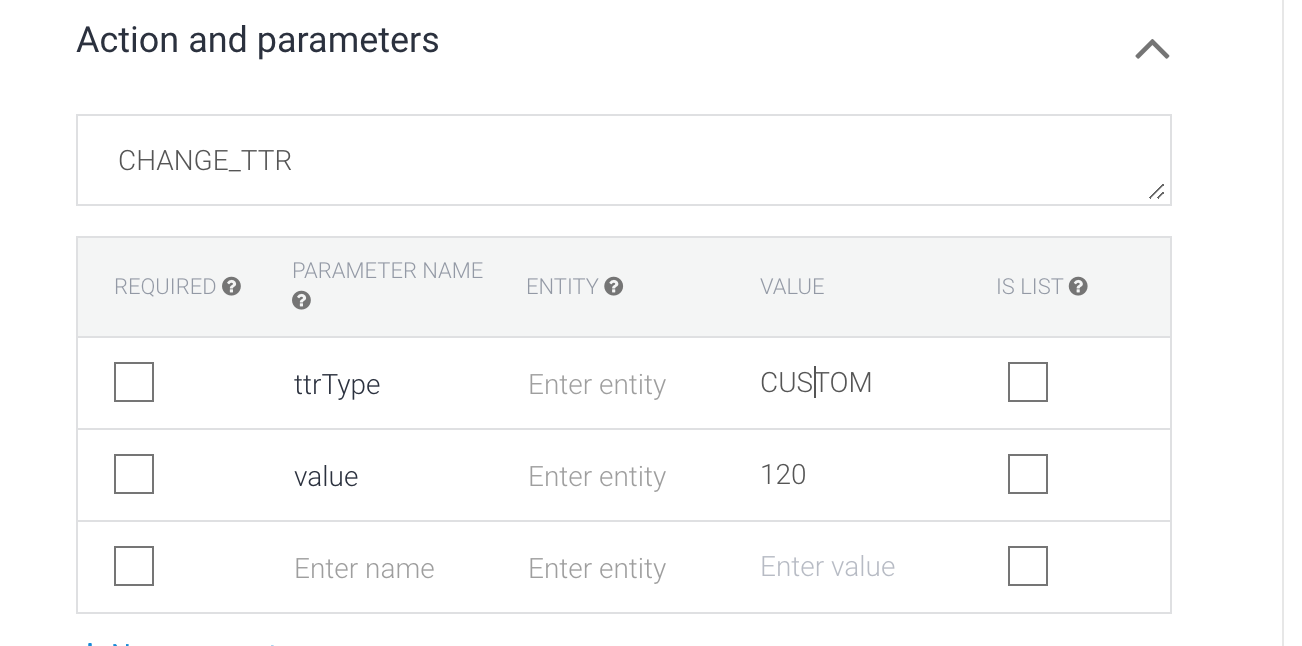 Action and parameters
CHANGE_TTR
REQUIRED ? PARAMETER NAME ? ENTITY ? VALUE IS LIST ?
ttrType Enter entity CUSTOM
value Enter entity 120
Enter name Enter entity Enter value